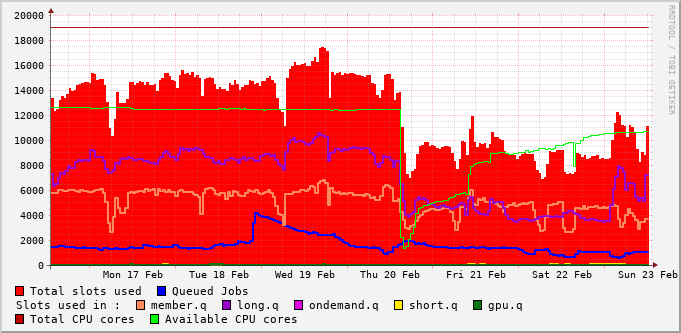 20000
18000
16000
14000
12000
10000
8000
6000
4000
2000
0
Mon 17 Feb Tue 18 Feb Wed 19 Feb Thu 20 Feb Fri 21 Feb Sat 22 Feb Sun 23 Feb
RRDTOOL / TOBI OETIKER
Total slots used Queued Jobs
Slots used in : member.q long.q ondemand.q short.q gpu.q
Total CPU cores Available CPU cores